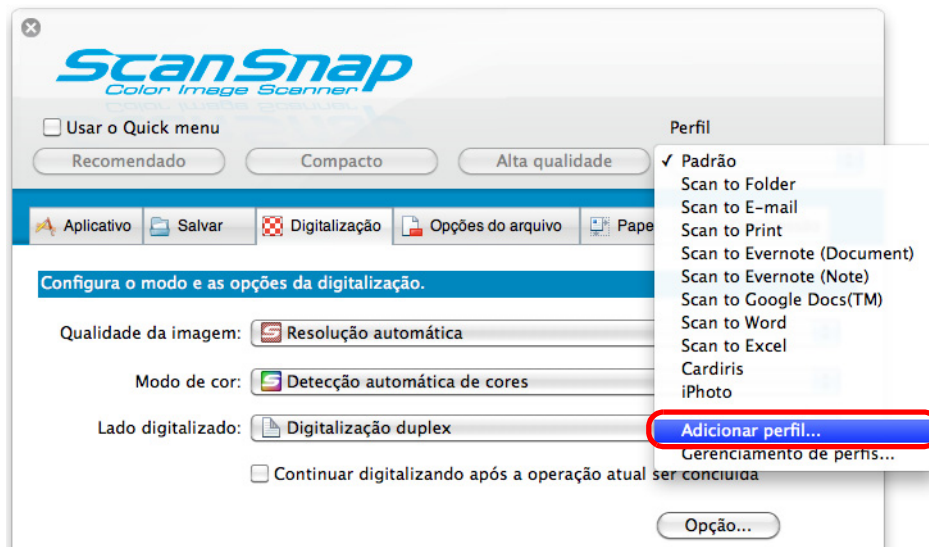 ScanSnap
Color Image Scanner
Usar o Quick menu
Perfil
Recomendado
Compacto
Alta qualidade
✓ Padrão
Scan to Folder
Scan to E-mail
Scan to Print
Scan to Evernote (Document)
Scan to Evernote (Note)
Scan to Google Docs(TM)
Scan to Word
Scan to Excel
Cardiris
iPhoto
Adicionar perfil...
Gerenciamento de perfis...
Aplicativo
Salvar
Digitalização
Opções do arquivo
Pape
Configura o modo e as opções da digitalização.
Qualidade da imagem:
Resolução automática
Modo de cor:
Detecção automática de cores
Lado digitalizado:
Digitalização duplex
Continuar digitalizando após a operação atual ser concluída
Opção...